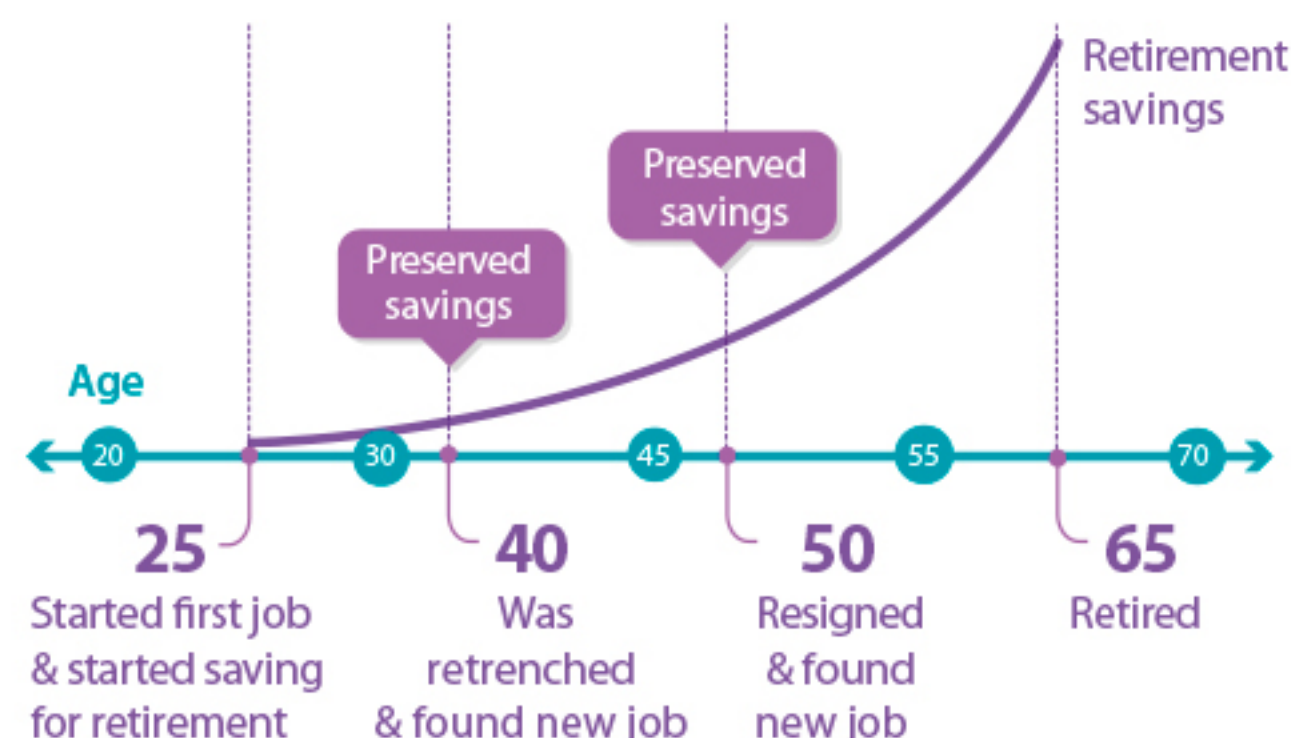 Retirement
savings
Preserved
savings
Preserved
savings
Age
20
30
45
55
70
25
Started first job
& started saving
for retirement
40
Was
retrenched
& found new job
50
Resigned
& found
new job
65
Retired